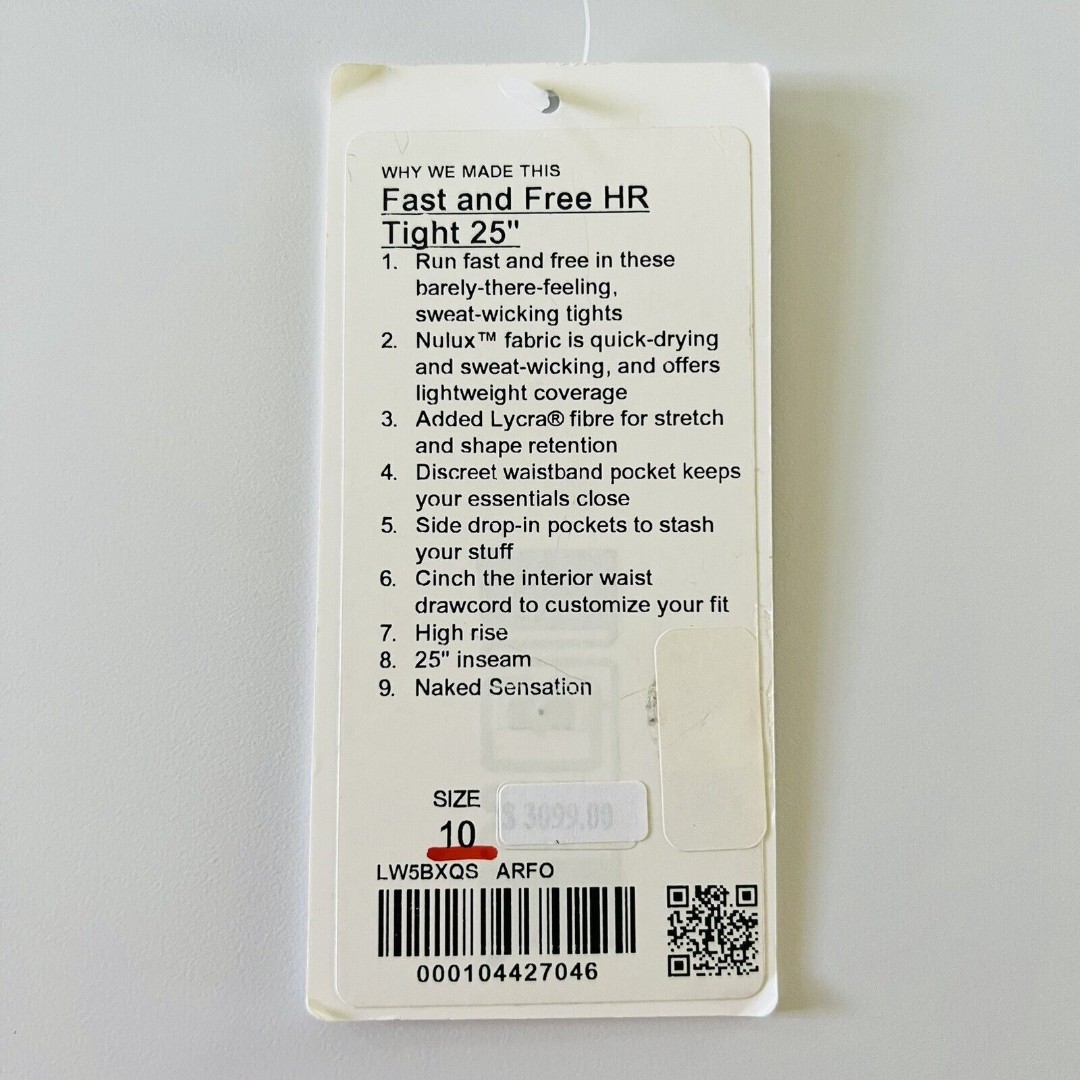 WHY WE MADE THIS
Fast and Free HR
Tight 25"
1. Run fast and free in these
barely-there-feeling,
sweat-wicking tights
2. Nulux™ fabric is quick-drying
and sweat-wicking, and offers
lightweight coverage
3. Added Lycra® fibre for stretch
and shape retention
4. Discreet waistband pocket keeps
your essentials close
5. Side drop-in pockets to stash
your stuff
6. Cinch the interior waist
drawcord to customize your fit
7. High rise
8. 25" inseam
9. Naked Sensation
SIZE
10
$ 3099.00
LW5BXQS ARFO
000104427046